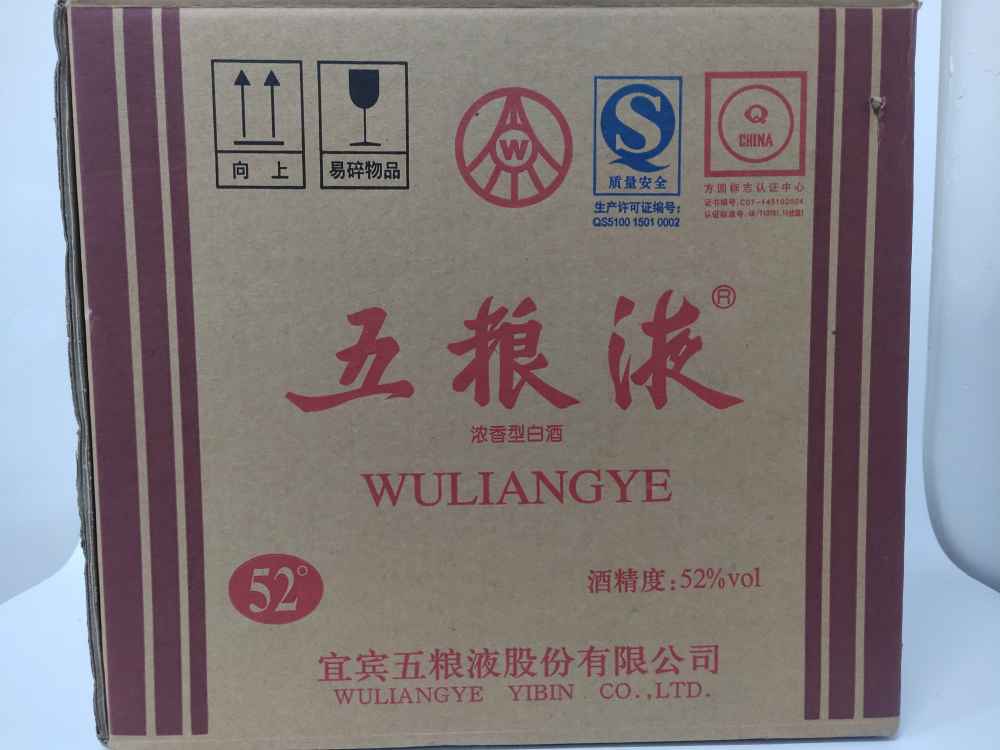 向 上
易碎物品
W
QS
质量安全
生产许可证编号:
QS5100 1501 0002
Q
CHINA
方圆标志认证中心
五粮液®
浓香型白酒
WULIANGYE
52°
酒精度:52%vol
宜宾五粮液股份有限公司
WULIANGYE YIBIN CO.,LTD.